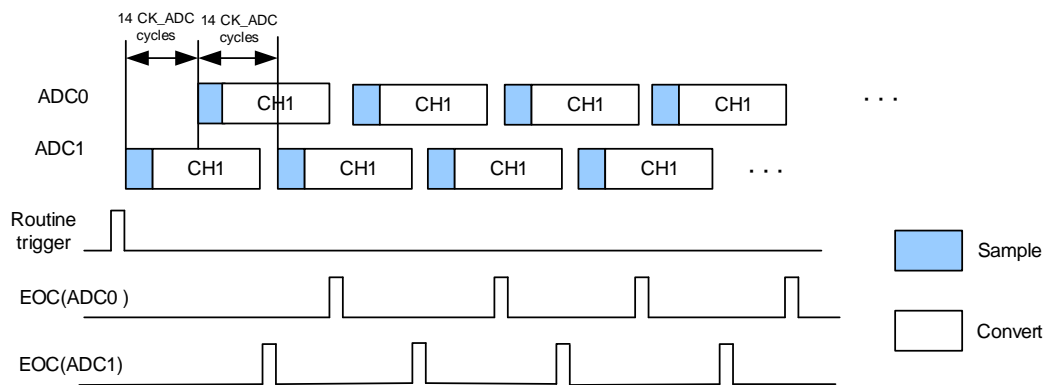 14 CK_ADC
cycles
14 CK_ADC
cycles
ADC0
CH1
CH1
CH1
CH1
. . .
ADC1
CH1
CH1
CH1
CH1
. . .
Routine
trigger
Sample
EOC(ADC0 )
Convert
EOC(ADC1)